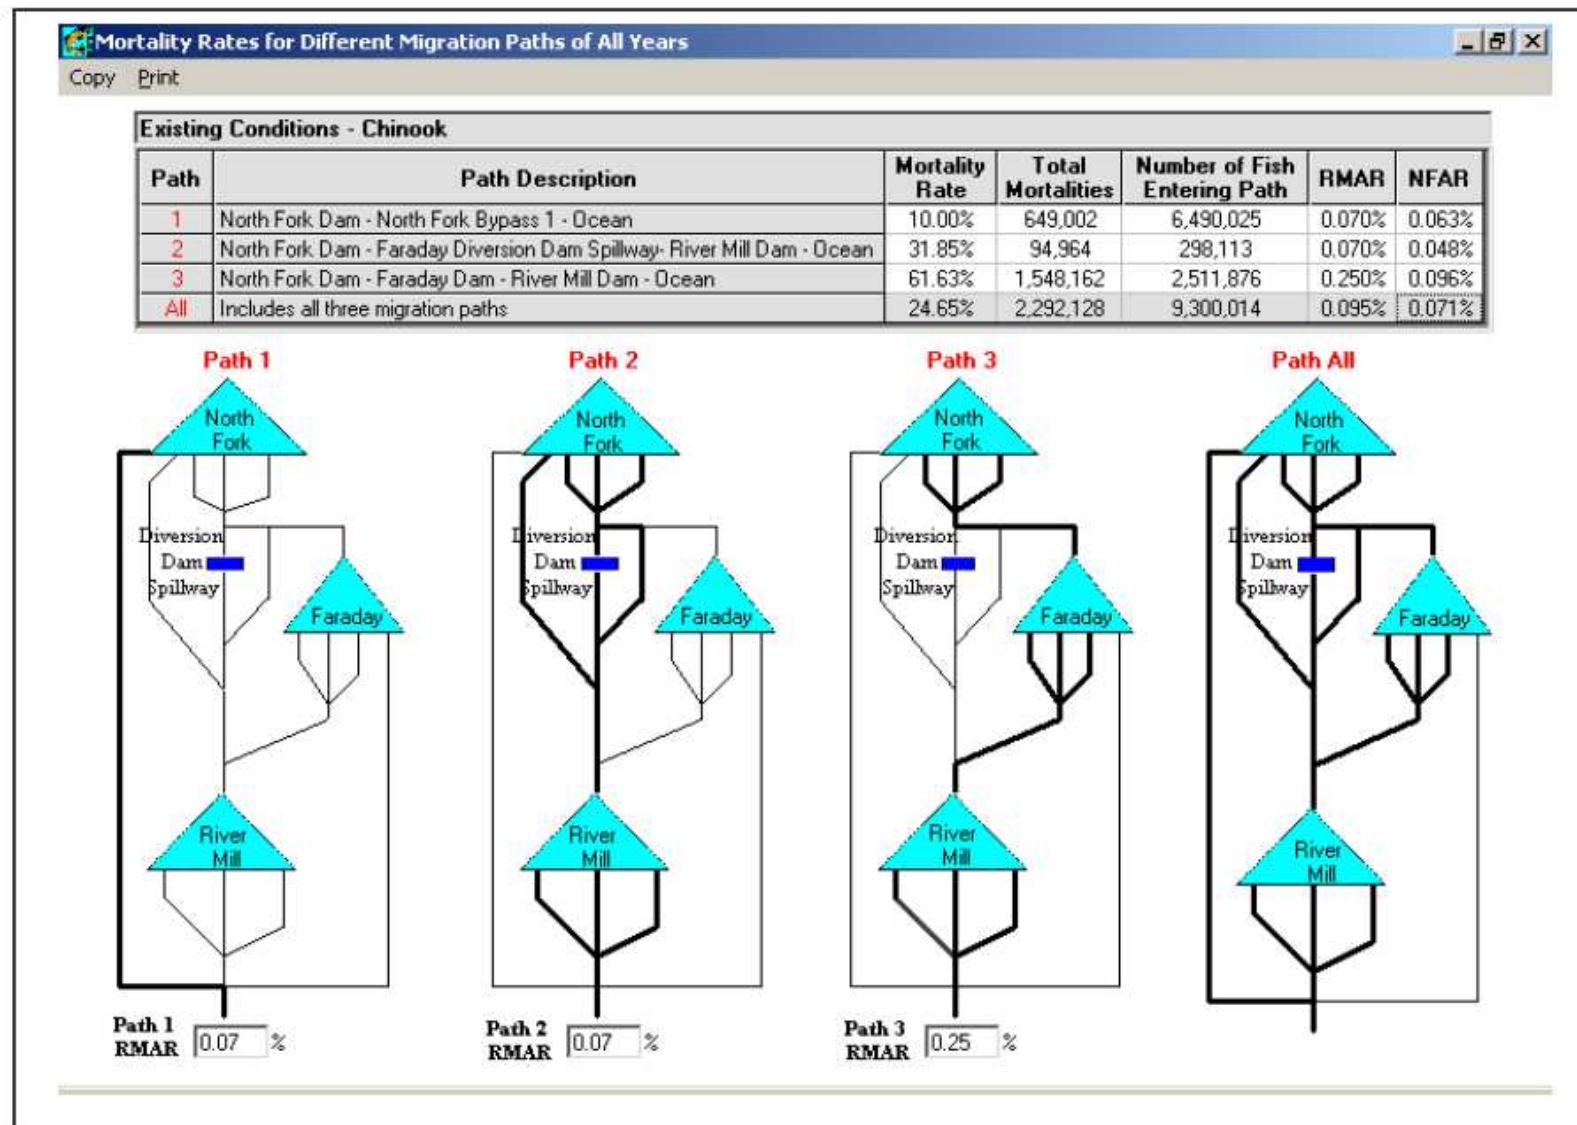 Mortality Rates for Different Migration Paths of All Years
Copy Print
Existing Conditions - Chinook
Path Path Description Mortality Rate Total Mortalities Number of Fish Entering Path RMAR NFAR
1 North Fork Dam - North Fork Bypass 1 - Ocean 10.00% 649,002 6,490,025 0.070% 0.063%
2 North Fork Dam - Faraday Diversion Dam Spillway- River Mill Dam - Ocean 31.85% 94,964 298,113 0.070% 0.048%
3 North Fork Dam - Faraday Dam - River Mill Dam - Ocean 61.63% 1,548,162 2,511,876 0.250% 0.096%
All Includes all three migration paths 24.65% 2,292,128 9,300,014 0.095% 0.071%
Path 1
North
Fork
Diversion
Dam
Spillway
Faraday
River
Mill
Path 1
RMAR 0.07 %
Path 2
North
Fork
Diversion
Dam
Spillway
Faraday
River
Mill
Path 2
RMAR 0.07 %
Path 3
North
Fork
Diversion
Dam
Spillway
Faraday
River
Mill
Path 3
RMAR 0.25 %
Path All
North
Fork
Diversion
Dam
Spillway
Faraday
River
Mill